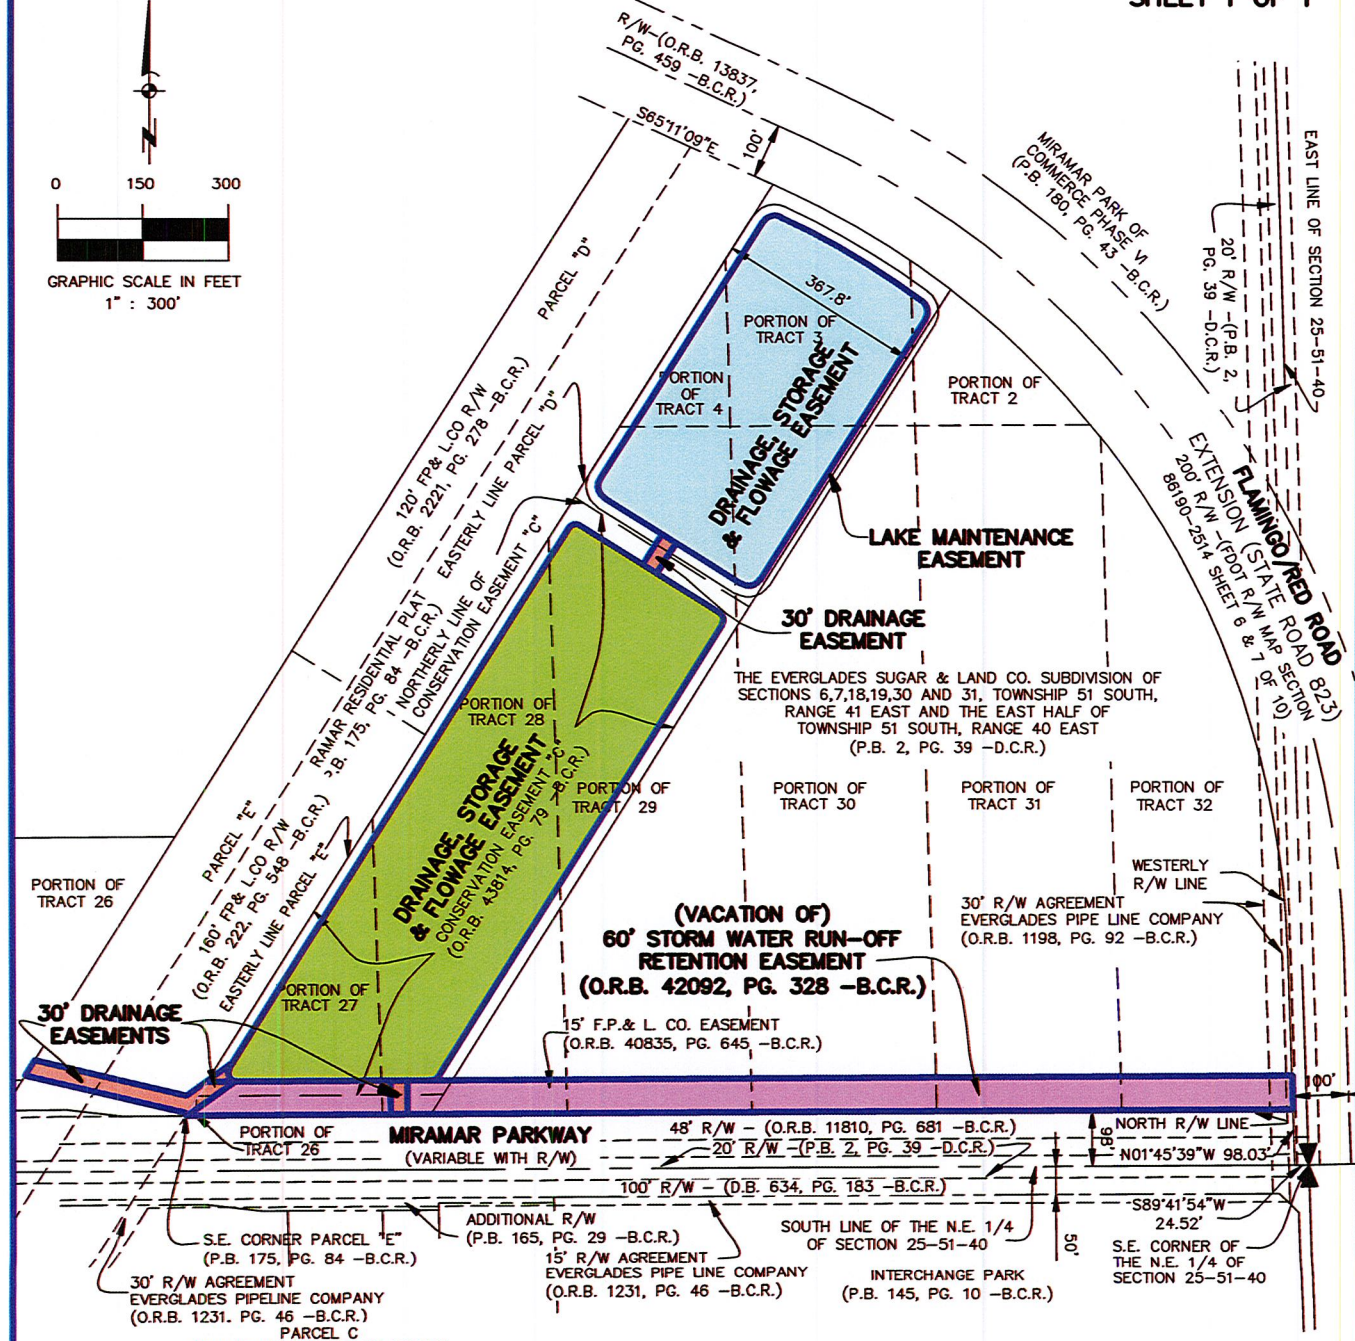 SHEET 1 OF 1
N
0 150 300
GRAPHIC SCALE IN FEET
1" : 300'
R/W-(O.R.B. 13837,
PG. 459 -B.C.R.)
S65°11'09"E
100'
MIRAMAR PARK OF
COMMERCE PHASE VI
(P.B. 180, PG. 43 -B.C.R.)
EAST LINE OF SECTION 25-51-40
20' R/W -(P.B. 2,
PG. 39 -D.C.R.)
PARCEL "D"
120' FP& L.CO R/W
(O.R.B. 2221, PG. 278 -B.C.R.)
EASTERLY LINE PARCEL "D"
367.8'
PORTION OF
TRACT 3
PORTION
OF
TRACT 4
DRAINAGE, STORAGE
& FLOWAGE EASEMENT
PORTION OF
TRACT 2
FLAMINGO/RED ROAD
EXTENSION (STATE ROAD 823)
200' R/W -(FDOT R/W MAP SECTION
86190-2514 SHEET 6 & 7 OF 10)
LAKE MAINTENANCE
EASEMENT
30' DRAINAGE
EASEMENT
NORTHERLY LINE OF
CONSERVATION EASEMENT "C"
RAMAR RESIDENTIAL PLAT
P.B. 175, PG. 84 -B.C.R.)
THE EVERGLADES SUGAR & LAND CO. SUBDIVISION OF
SECTIONS 6,7,18,19,30 AND 31, TOWNSHIP 51 SOUTH,
RANGE 41 EAST AND THE EAST HALF OF
TOWNSHIP 51 SOUTH, RANGE 40 EAST
(P.B. 2, PG. 39 -D.C.R.)
PORTION OF
TRACT 28
DRAINAGE, STORAGE
& FLOWAGE EASEMENT
CONSERVATION EASEMENT "C"
(O.R.B. 43814, PG. 79 -B.C.R.)
PORTION OF
TRACT 29
PORTION OF
TRACT 30
PORTION OF
TRACT 31
PORTION OF
TRACT 32
PARCEL "E"
160' FP& L.CO R/W
(O.R.B. 222, PG. 548 -B.C.R.)
EASTERLY LINE PARCEL "E"
PORTION OF
TRACT 26
WESTERLY
R/W LINE
30' R/W AGREEMENT
EVERGLADES PIPE LINE COMPANY
(O.R.B. 1198, PG. 92 -B.C.R.)
(VACATION OF)
60' STORM WATER RUN-OFF
RETENTION EASEMENT
(O.R.B. 42092, PG. 328 -B.C.R.)
PORTION OF
TRACT 27
30' DRAINAGE
EASEMENTS
15' F.P.& L. CO. EASEMENT
(O.R.B. 40835, PG. 645 -B.C.R.)
100'
PORTION OF
TRACT 26
MIRAMAR PARKWAY
(VARIABLE WITH R/W)
48' R/W - (O.R.B. 11810, PG. 681 -B.C.R.)
98'
NORTH R/W LINE
20' R/W -(P.B. 2, PG. 39 -D.C.R.)
N01°45'39"W 98.03'
100' R/W - (D.B. 634, PG. 183 -B.C.R.)
S89°41'54"W
24.52'
S.E. CORNER PARCEL "E"
(P.B. 175, PG. 84 -B.C.R.)
ADDITIONAL R/W
(P.B. 165, PG. 29 -B.C.R.)
SOUTH LINE OF THE N.E. 1/4
OF SECTION 25-51-40
50'
S.E. CORNER OF
THE N.E. 1/4 OF
SECTION 25-51-40
30' R/W AGREEMENT
EVERGLADES PIPELINE COMPANY
(O.R.B. 1231. PG. 46 -B.C.R.)
15' R/W AGREEMENT
EVERGLADES PIPE LINE COMPANY
(O.R.B. 1231, PG. 46 -B.C.R.)
INTERCHANGE PARK
(P.B. 145, PG. 10 -B.C.R.)
PARCEL C